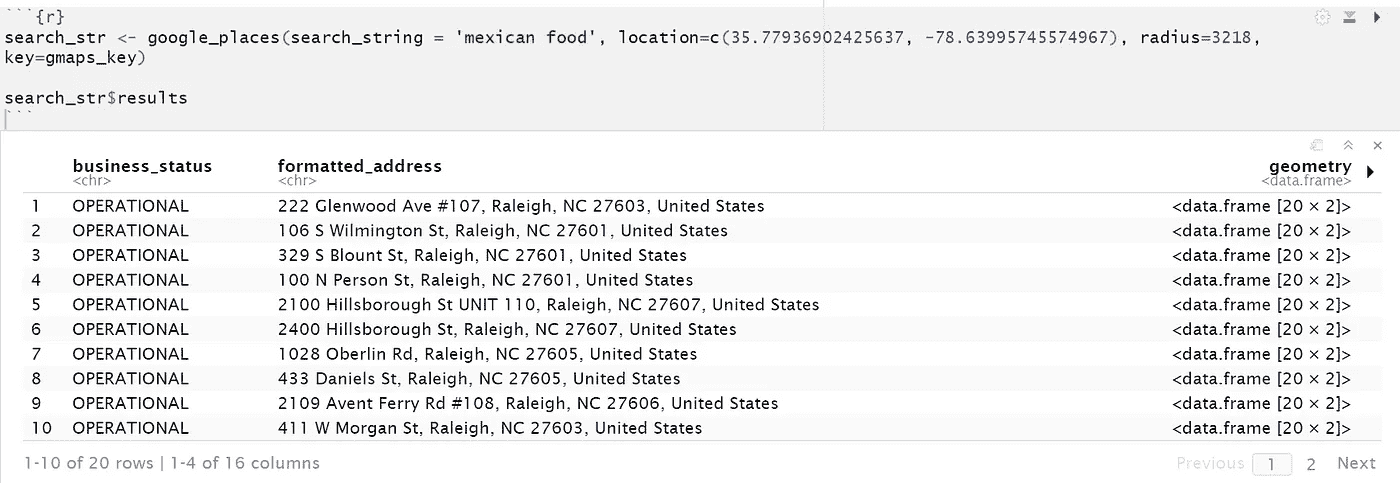 ```{r}
search_str <- google_places(search_string = 'mexican food', location=c(35.77936902425637, -78.63995745574967), radius=3218,
key=gmaps_key)
search_str$results
```
business_status formatted_address geometry
<chr> <chr> <data.frame>
1 OPERATIONAL 222 Glenwood Ave #107, Raleigh, NC 27603, United States <data.frame [20 × 2]>
2 OPERATIONAL 106 S Wilmington St, Raleigh, NC 27601, United States <data.frame [20 × 2]>
3 OPERATIONAL 329 S Blount St, Raleigh, NC 27601, United States <data.frame [20 × 2]>
4 OPERATIONAL 100 N Person St, Raleigh, NC 27601, United States <data.frame [20 × 2]>
5 OPERATIONAL 2100 Hillsborough St UNIT 110, Raleigh, NC 27607, United States <data.frame [20 × 2]>
6 OPERATIONAL 2400 Hillsborough St, Raleigh, NC 27607, United States <data.frame [20 × 2]>
7 OPERATIONAL 1028 Oberlin Rd, Raleigh, NC 27605, United States <data.frame [20 × 2]>
8 OPERATIONAL 433 Daniels St, Raleigh, NC 27605, United States <data.frame [20 × 2]>
9 OPERATIONAL 2109 Avent Ferry Rd #108, Raleigh, NC 27606, United States <data.frame [20 × 2]>
10 OPERATIONAL 411 W Morgan St, Raleigh, NC 27603, United States <data.frame [20 × 2]>
1-10 of 20 rows | 1-4 of 16 columns Previous 1 2 Next